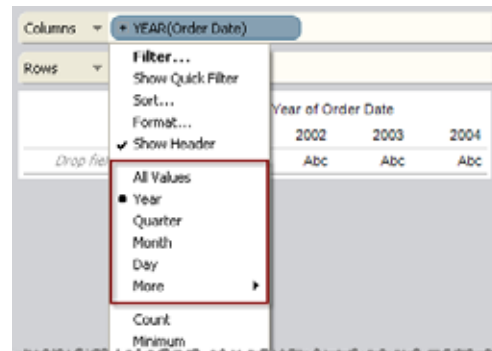 Columns + YEAR(Order Date)
Rows
Filter...
Show Quick Filter
Sort...
Format...
Show Header
Year of Order Date
2002 2003 2004
Drop Abc Abc Abc
All Values
Year
Quarter
Month
Day
More
Count
Minimum